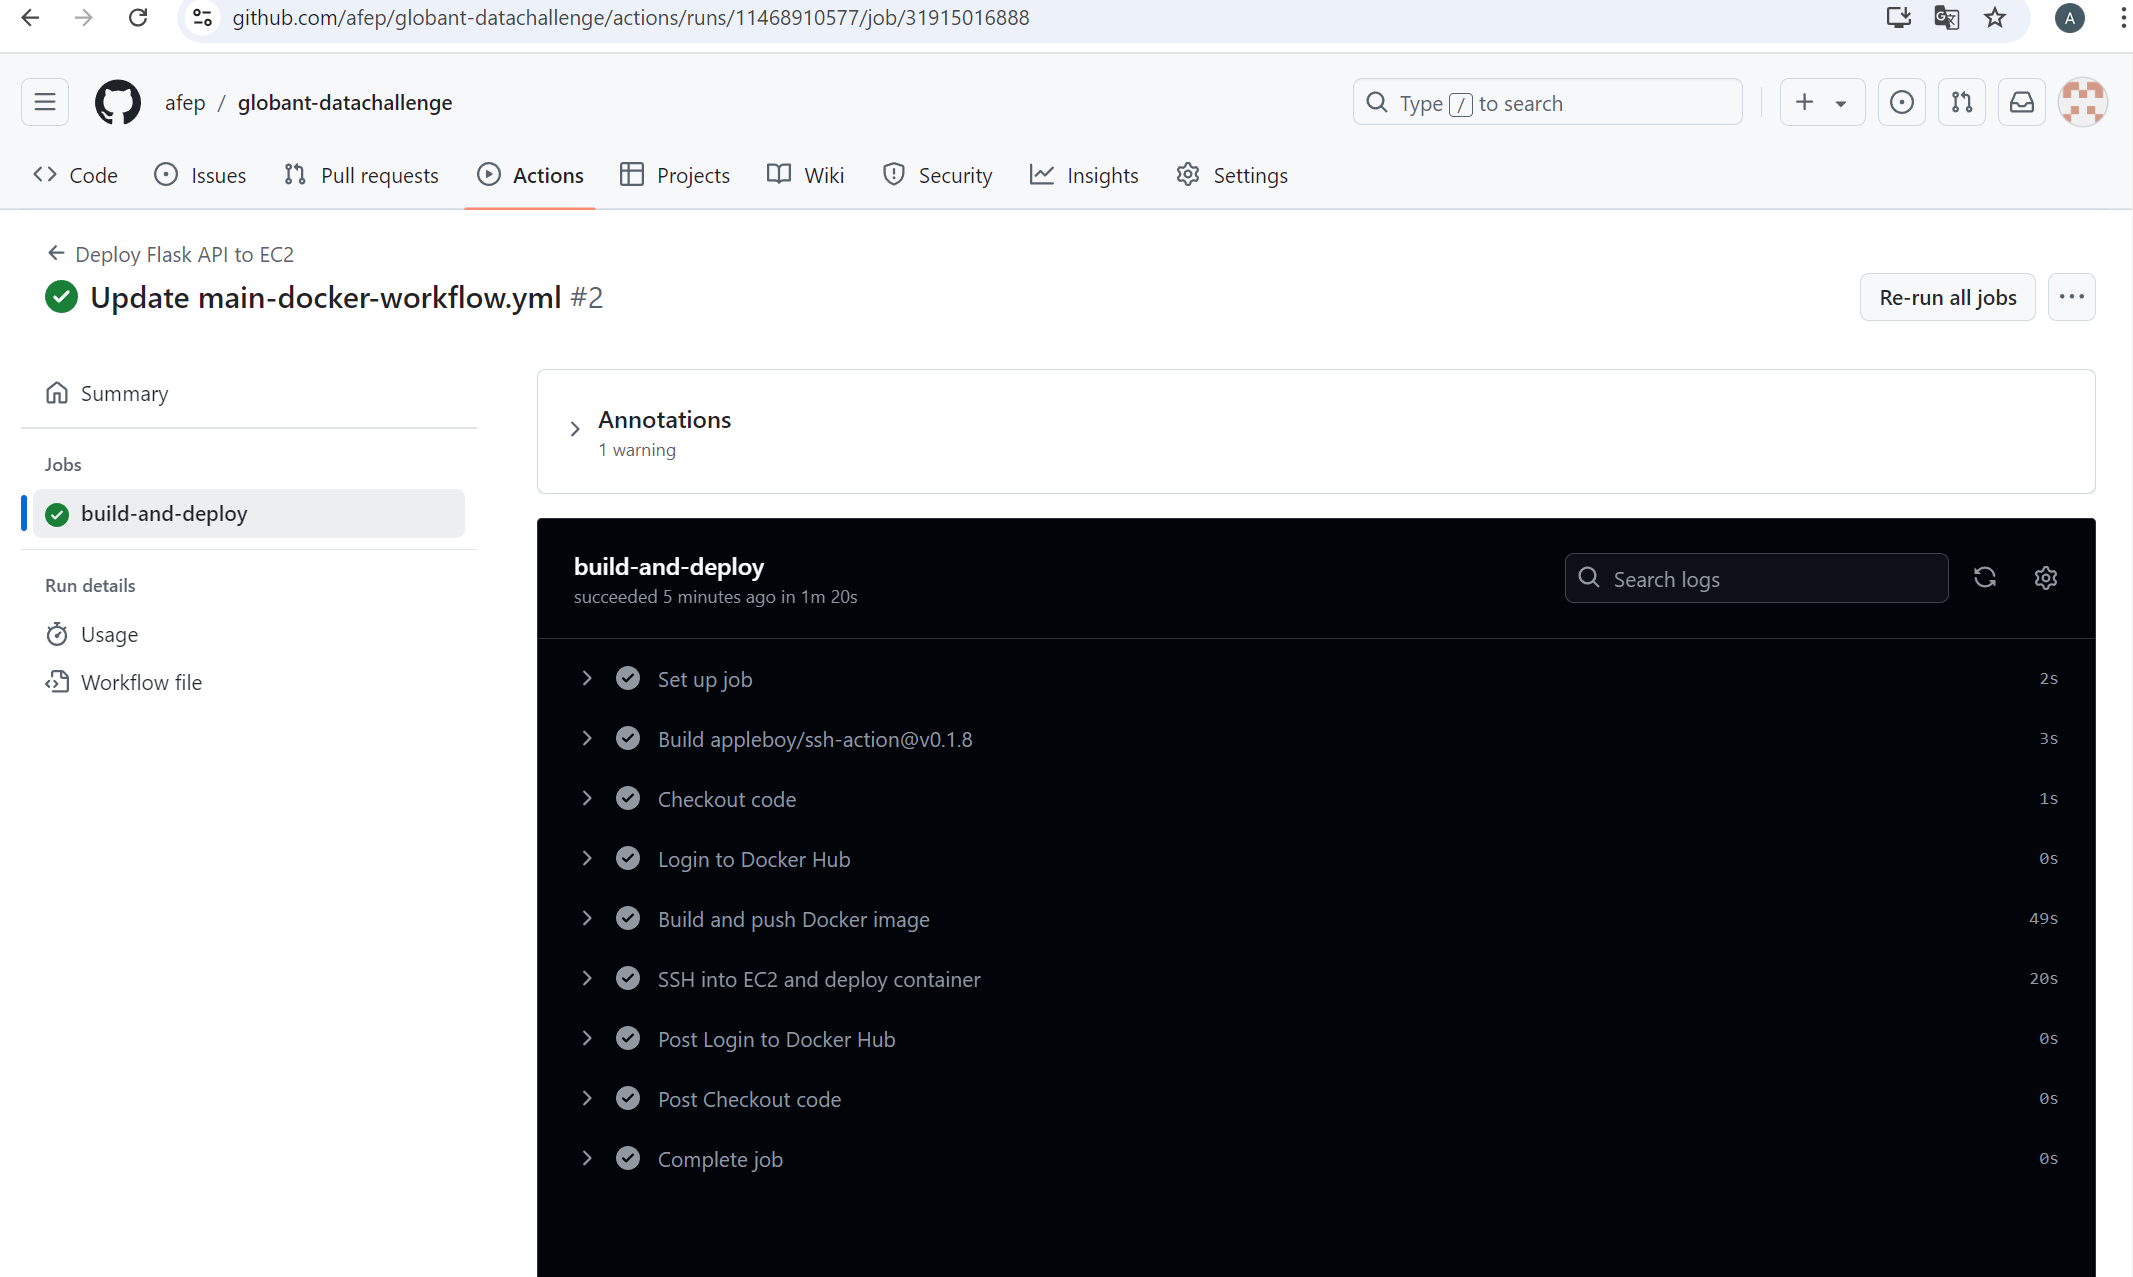 github.com/afep/globant-datachallenge/actions/runs/11468910577/job/31915016888
A
afep / globant-datachallenge
Type / to search
Code Issues Pull requests Actions Projects Wiki Security Insights Settings
Deploy Flask API to EC2
Update main-docker-workflow.yml #2
Re-run all jobs
Summary
Jobs
build-and-deploy
Run details
Usage
Workflow file
Annotations
1 warning
build-and-deploy
succeeded 5 minutes ago in 1m 20s
Search logs
Set up job 2s
Build appleboy/ssh-action@v0.1.8 3s
Checkout code 1s
Login to Docker Hub 0s
Build and push Docker image 49s
SSH into EC2 and deploy container 20s
Post Login to Docker Hub 0s
Post Checkout code 0s
Complete job 0s